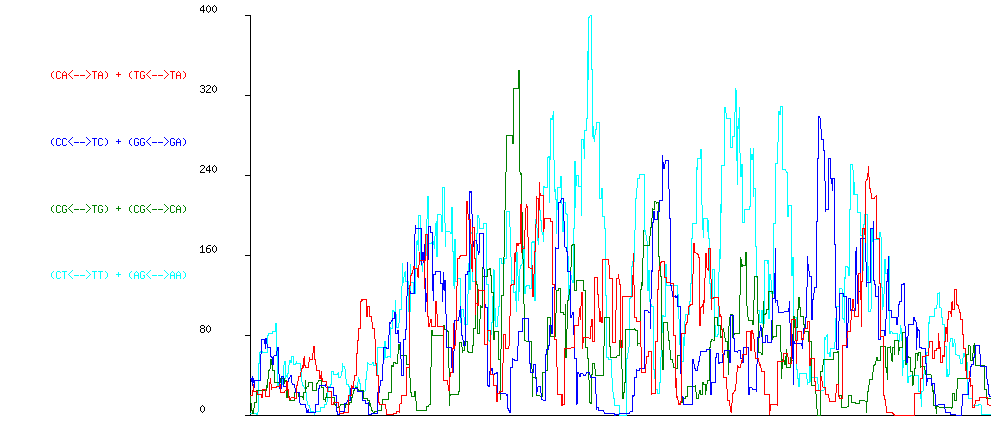 400
(CA<-->TA) + (TG<-->TA)
320
(CC<-->TC) + (GG<-->GA)
240
(CG<-->TG) + (CG<-->CA)
160
(CT<-->TT) + (AG<-->AA)
80
0